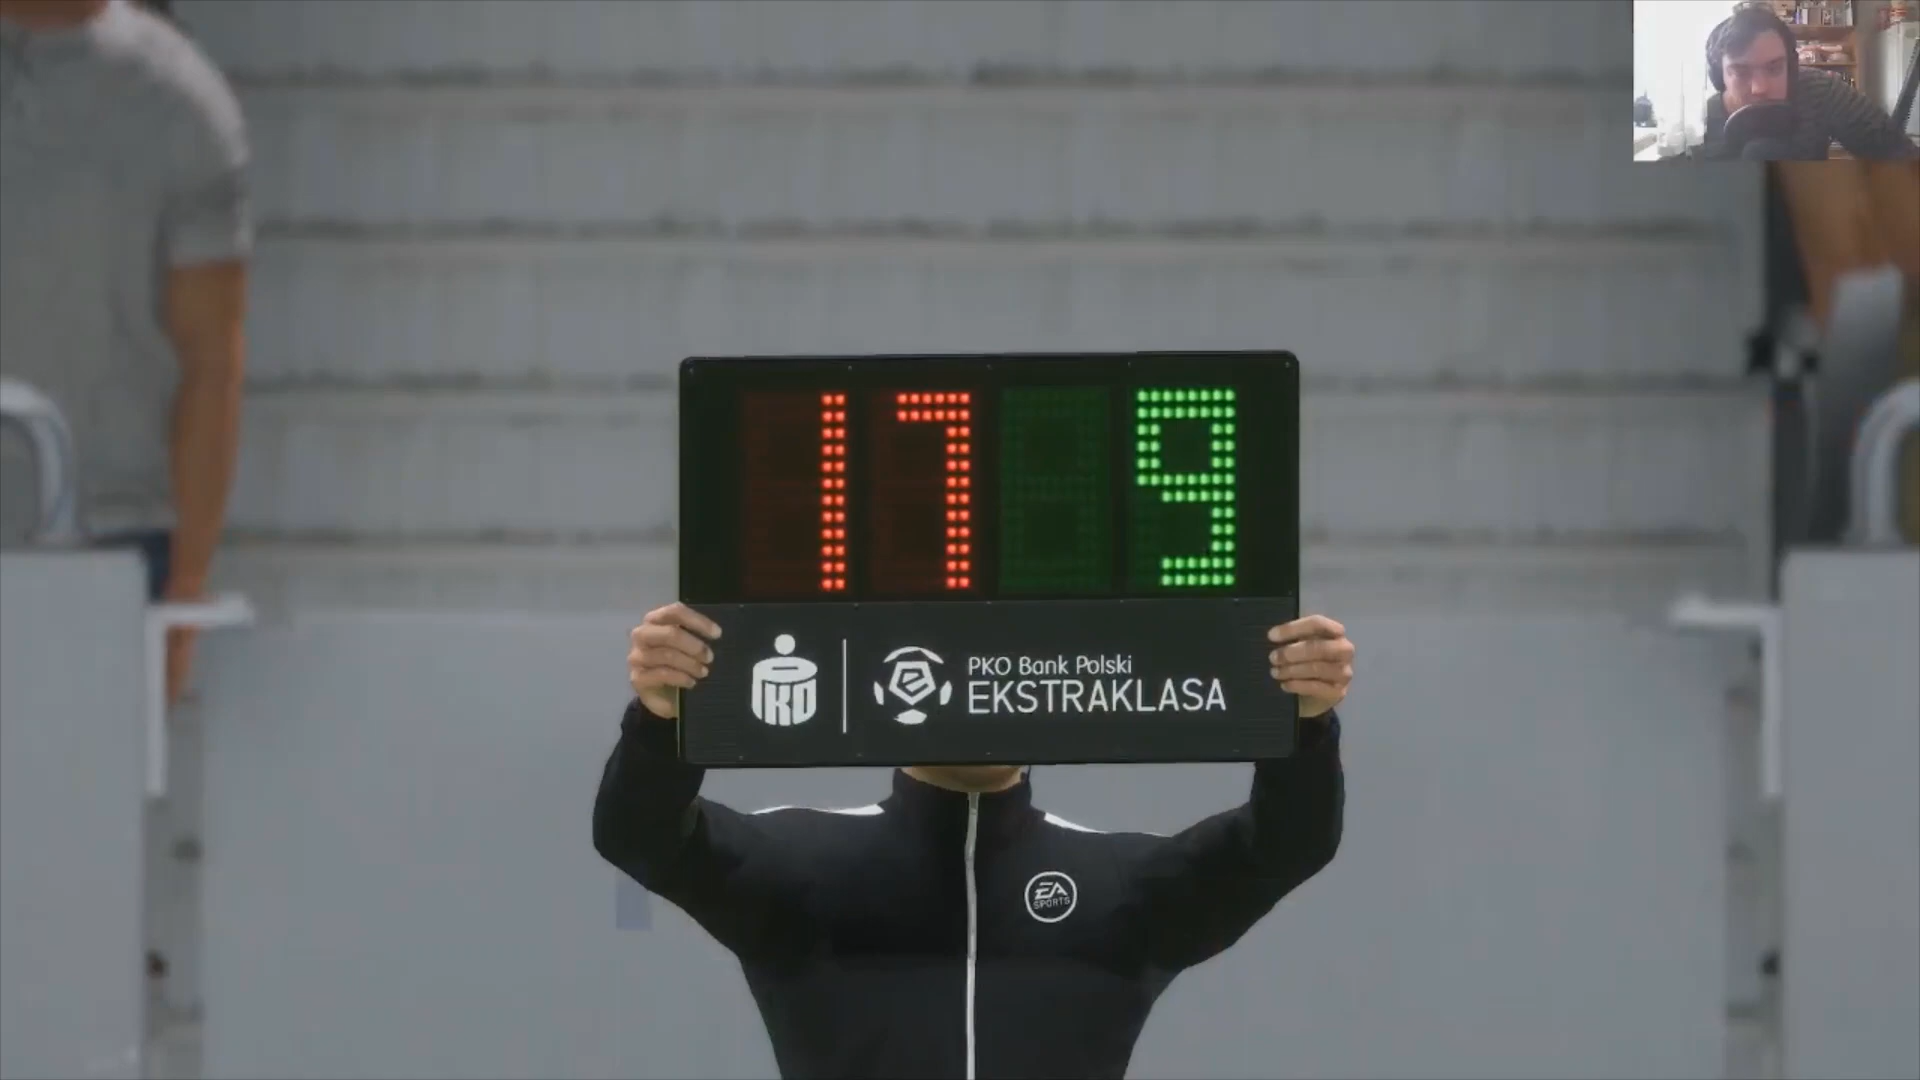 17 9
PKO
PKO Bank Polski
EKSTRAKLASA
EA
SPORTS